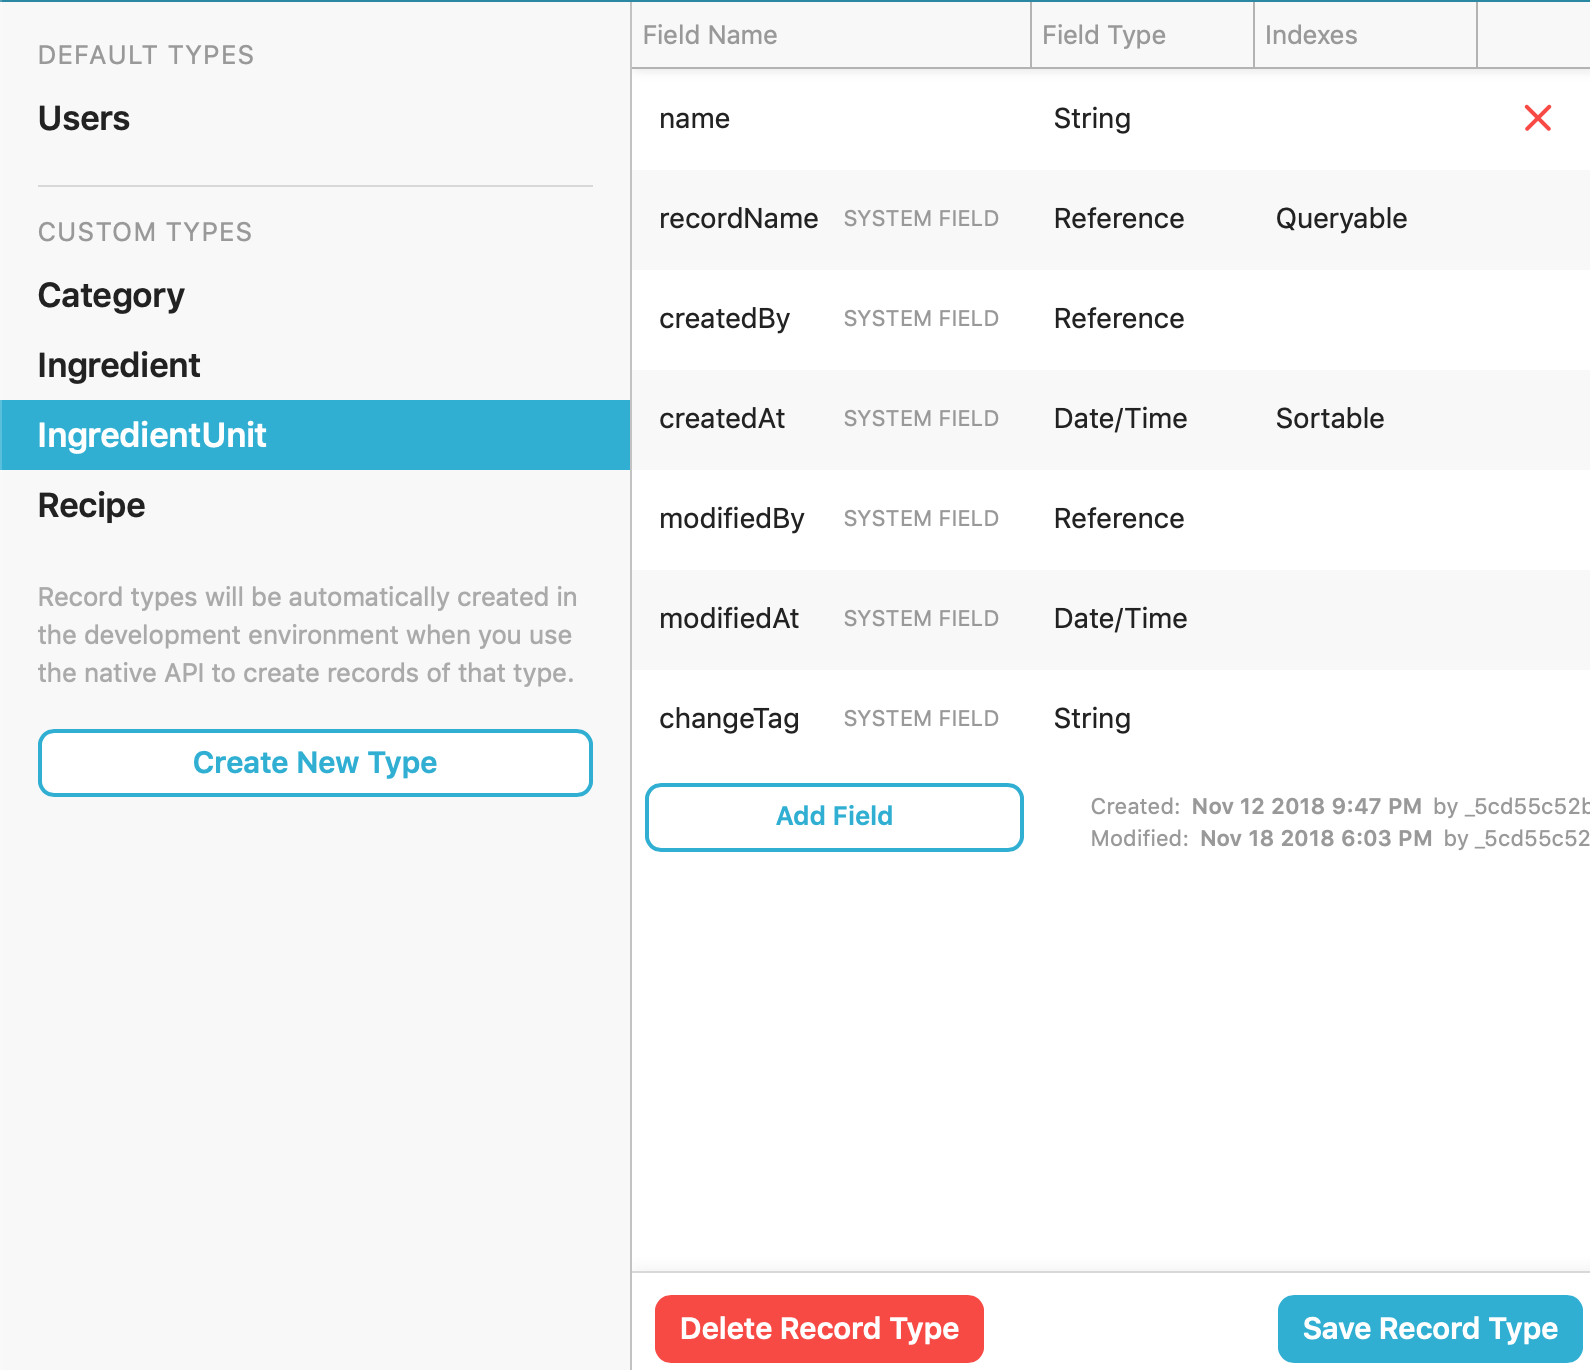 DEFAULT TYPES
Users
CUSTOM TYPES
Category
Ingredient
IngredientUnit
Recipe
Record types will be automatically created in
the development environment when you use
the native API to create records of that type.
Create New Type
Field Name Field Type Indexes
name String
recordName SYSTEM FIELD Reference Queryable
createdBy SYSTEM FIELD Reference
createdAt SYSTEM FIELD Date/Time Sortable
modifiedBy SYSTEM FIELD Reference
modifiedAt SYSTEM FIELD Date/Time
changeTag SYSTEM FIELD String
Add Field
Created: Nov 12 2018 9:47 PM by _5cd55c52b
Modified: Nov 18 2018 6:03 PM by _5cd55c52
Delete Record Type Save Record Type